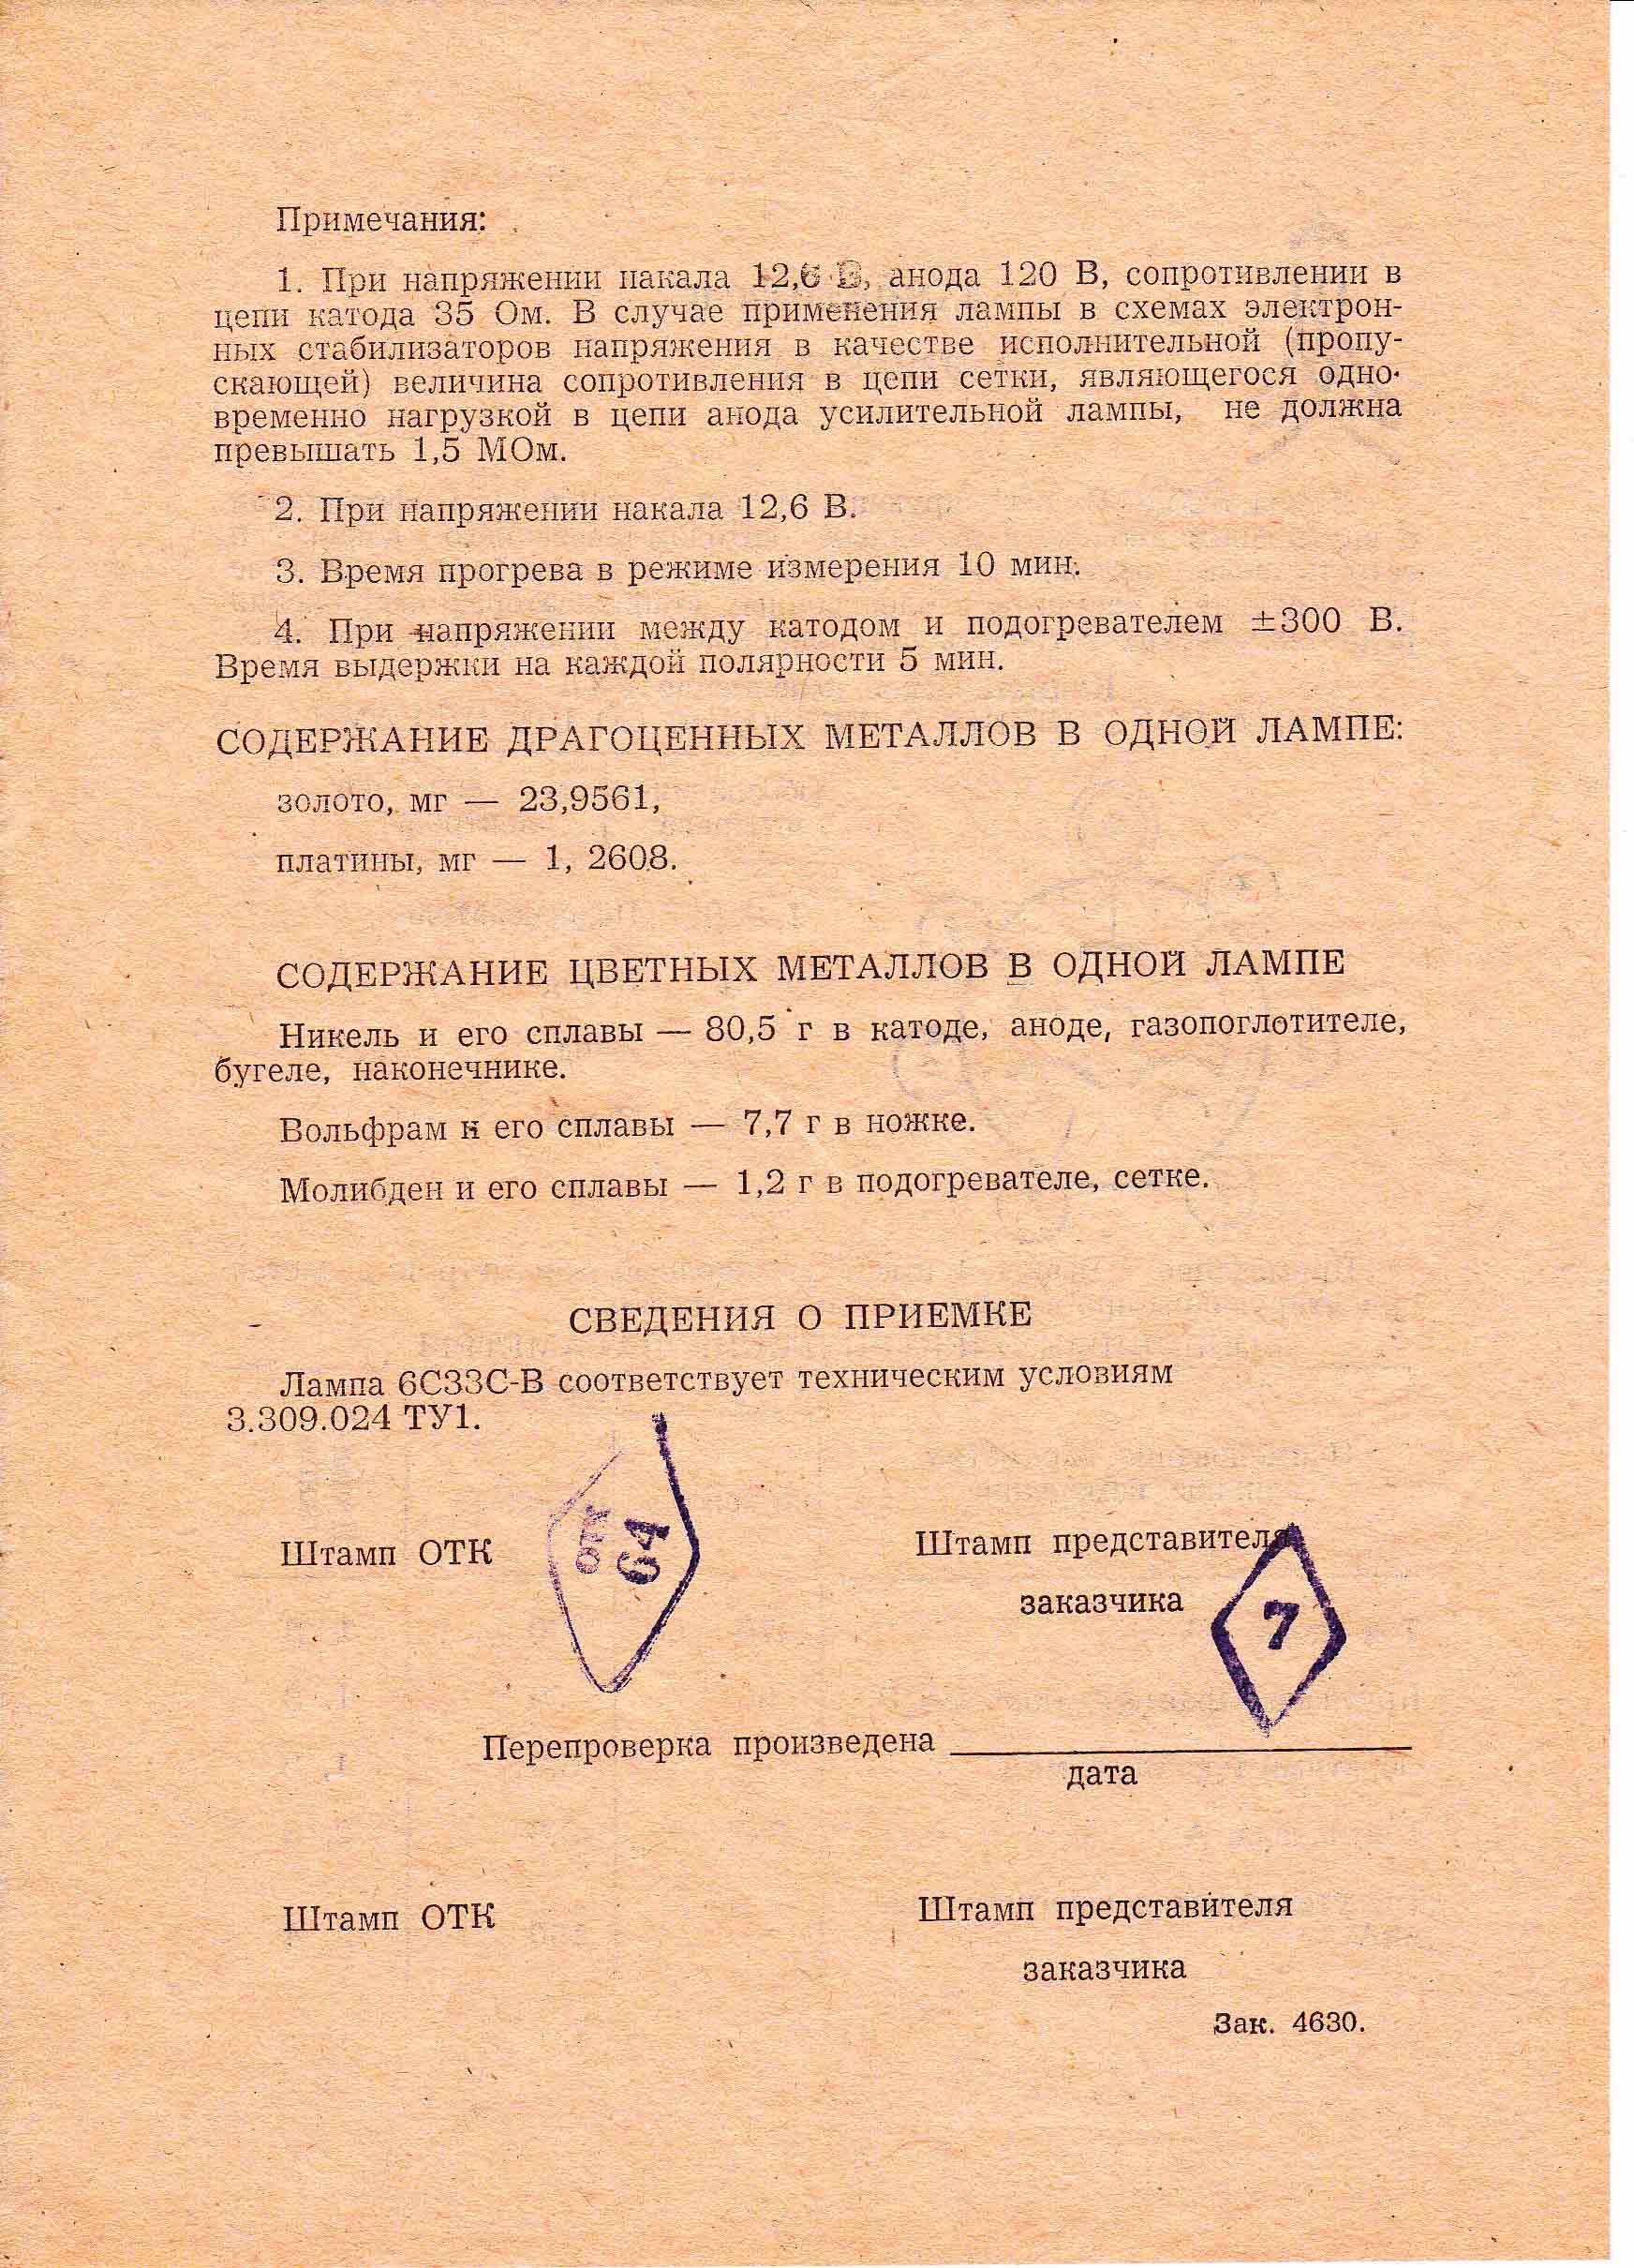 Примечания:
1. При напряжении накала 12,6 В, анода 120 В, сопротивлении в
цепи катода 35 Ом. В случае применения лампы в схемах электрон-
ных стабилизаторов напряжения в качестве исполнительной (пропу-
скающей) величина сопротивления в цепи сетки, являющегося одно-
временно нагрузкой в цепи анода усилительной лампы, не должна
превышать 1,5 МОм.
2. При напряжении накала 12,6 В.
3. Время прогрева в режиме измерения 10 мин.
4. При напряжении между катодом и подогревателем ±300 В.
Время выдержки на каждой полярности 5 мин.
СОДЕРЖАНИЕ ДРАГОЦЕННЫХ МЕТАЛЛОВ В ОДНОЙ ЛАМПЕ:
золото, мг — 23,9561,
платины, мг — 1, 2608.
СОДЕРЖАНИЕ ЦВЕТНЫХ МЕТАЛЛОВ В ОДНОЙ ЛАМПЕ
Никель и его сплавы — 80,5 г в катоде, аноде, газопоглотителе,
бугеле, наконечнике.
Вольфрам и его сплавы — 7,7 г в ножке.
Молибден и его сплавы — 1,2 г в подогревателе, сетке.
СВЕДЕНИЯ О ПРИЕМКЕ
Лампа 6С33С-В соответствует техническим условиям
3.309.024 ТУ1.
Штамп ОТК
ОТК
64
Штамп представителя
заказчика
7
Перепроверка произведена
дата
Штамп ОТК
Штамп представителя
заказчика
Зак. 4630.